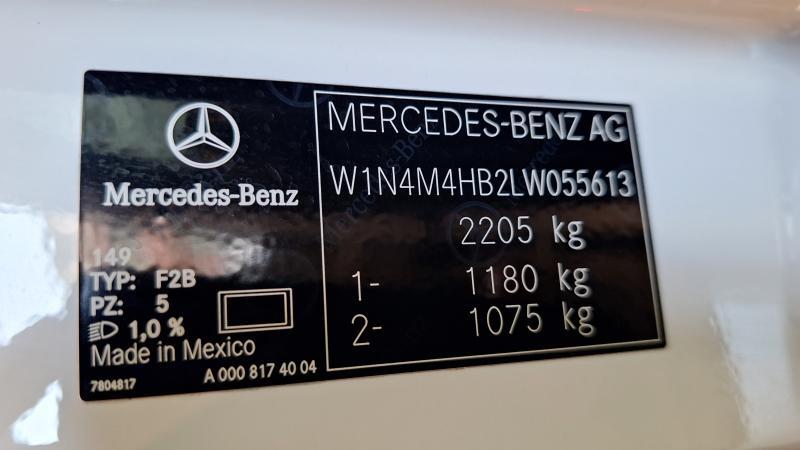 Mercedes-Benz
149
TYP: F2B
PZ: 5
1,0 %
Made in Mexico
7804817
A 000 817 40 04
MERCEDES-BENZ AG
W1N4M4HB2LW055613
2205 kg
1- 1180 kg
2- 1075 kg